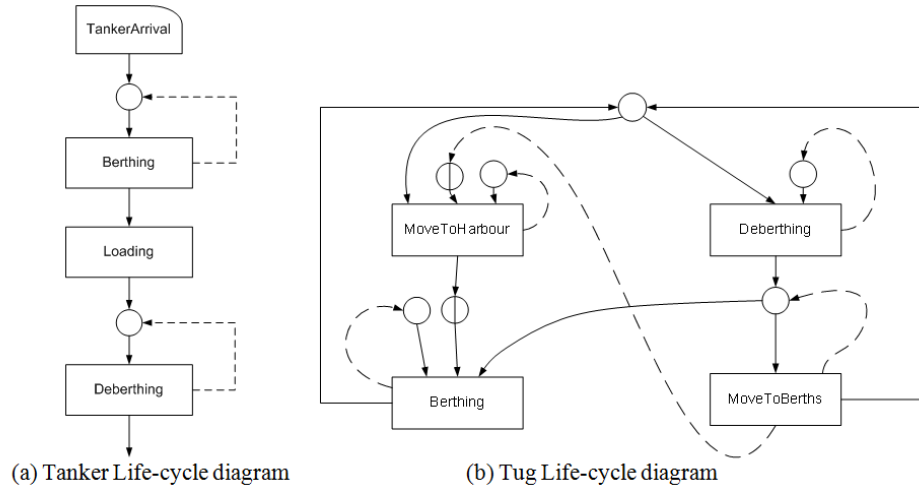 TankerArrival
Berthing
Loading
Deberthing
(a) Tanker Life-cycle diagram
MoveToHarbour
Deberthing
Berthing
MoveToBerths
(b) Tug Life-cycle diagram